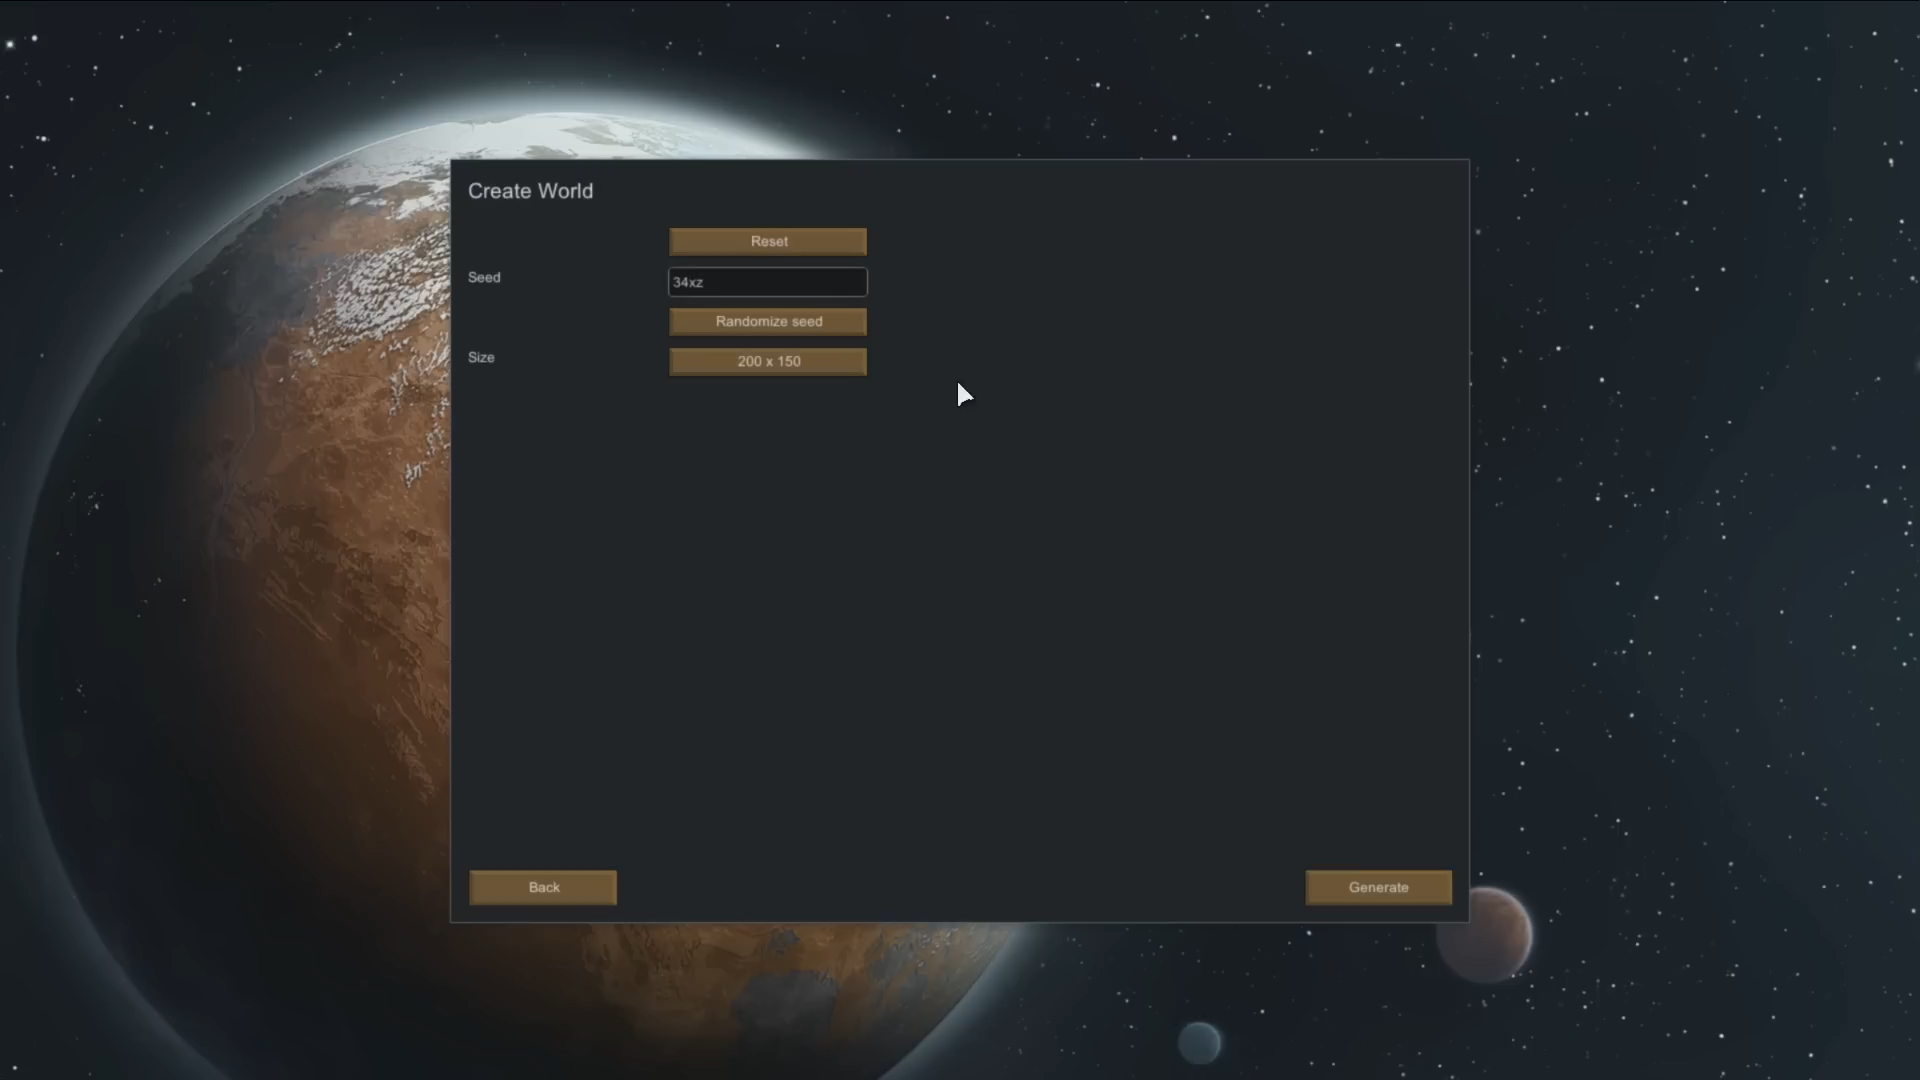 Create World
Reset
Seed
34xz
Randomize seed
Size
200 x 150
Back
Generate